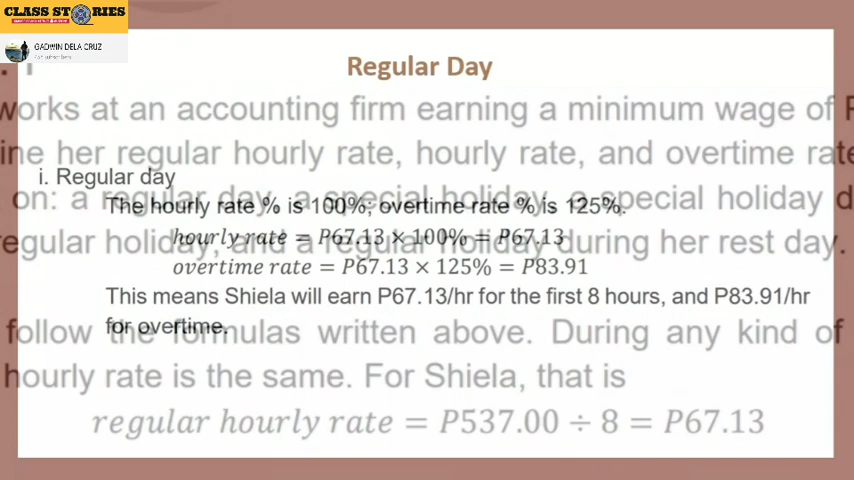 CLASS STORIES
GADWIN DELA CRUZ
Regular Day
works at an accounting firm earning a minimum wage of P
ine her regular hourly rate, hourly rate, and overtime rate
i. Regular day
on: a regular day, a special holiday, a special holiday d
The hourly rate % is 100%; overtime rate % is 125%.
egular holiday, and a regular holiday during her rest day.
hourly rate = P67.13 × 100% = P67.13
overtime rate = P67.13 × 125% = P83.91
This means Shiela will earn P67.13/hr for the first 8 hours, and P83.91/hr
for overtime.
follow the formulas written above. During any kind of
hourly rate is the same. For Shiela, that is
regular hourly rate = P537.00 ÷ 8 = P67.13